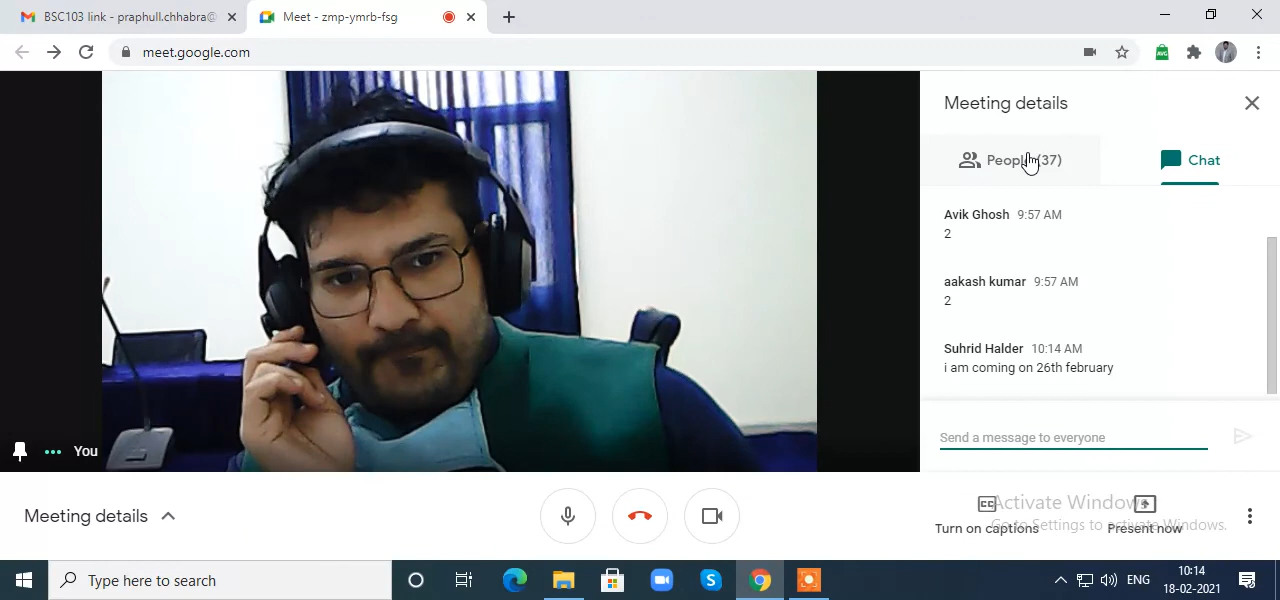 BSC103 link - praphull.chhabra@
Meet - zmp-ymrb-fsg
meet.google.com
AVG
Meeting details
People (37)
Chat
Avik Ghosh 9:57 AM
2
aakash kumar 9:57 AM
2
Suhrid Halder 10:14 AM
i am coming on 26th february
Send a message to everyone
You
Meeting details
CC
Turn on captions
Present now
Activate Windows
Go to Settings to activate Windows.
Type here to search
ENG
10:14
18-02-2021